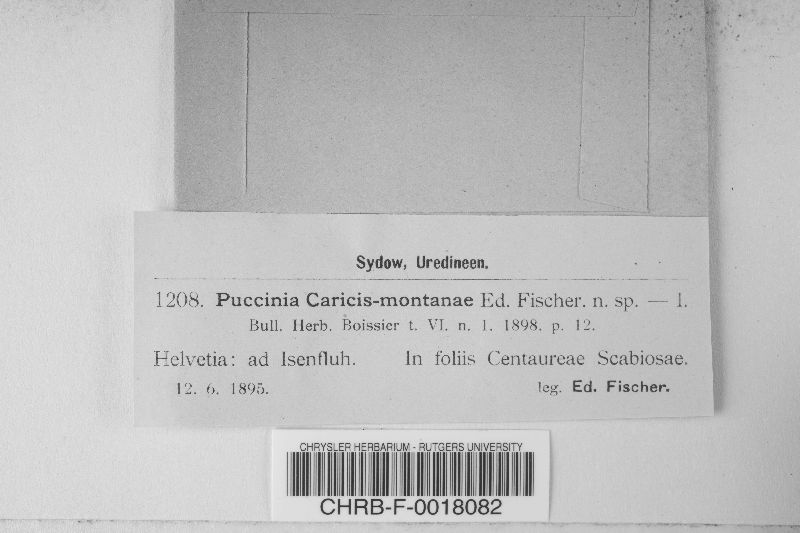 Sydow, Uredineen.
1208. Puccinia Caricis-montanae Ed. Fischer. n. sp. — I.
Bull. Herb. Boissier t. VI. n. 1. 1898. p. 12.
Helvetia: ad Isenfluh. In foliis Centaureae Scabiosae.
12. 6. 1895. leg. Ed. Fischer.
CHRYSLER HERBARIUM - RUTGERS UNIVERSITY
CHRB-F-0018082